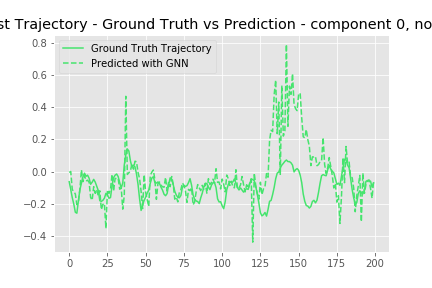 st Trajectory - Ground Truth vs Prediction - component 0, no
Ground Truth Trajectory
Predicted with GNN
0.8
0.6
0.4
0.2
0.0
−0.2
−0.4
0 25 50 75 100 125 150 175 200